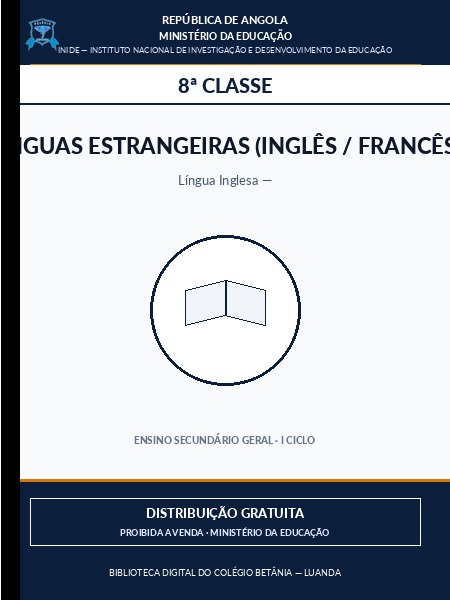 REPÚBLICA DE ANGOLA
MINISTÉRIO DA EDUCAÇÃO
INIDE — INSTITUTO NACIONAL DE INVESTIGAÇÃO E DESENVOLVIMENTO DA EDUCAÇÃO
8ª CLASSE
NGUAS ESTRANGEIRAS (INGLÊS / FRANCÊS
Língua Inglesa —
ENSINO SECUNDÁRIO GERAL · I CICLO
DISTRIBUIÇÃO GRATUITA
PROIBIDA A VENDA · MINISTÉRIO DA EDUCAÇÃO
BIBLIOTECA DIGITAL DO COLÉGIO BETÂNIA — LUANDA